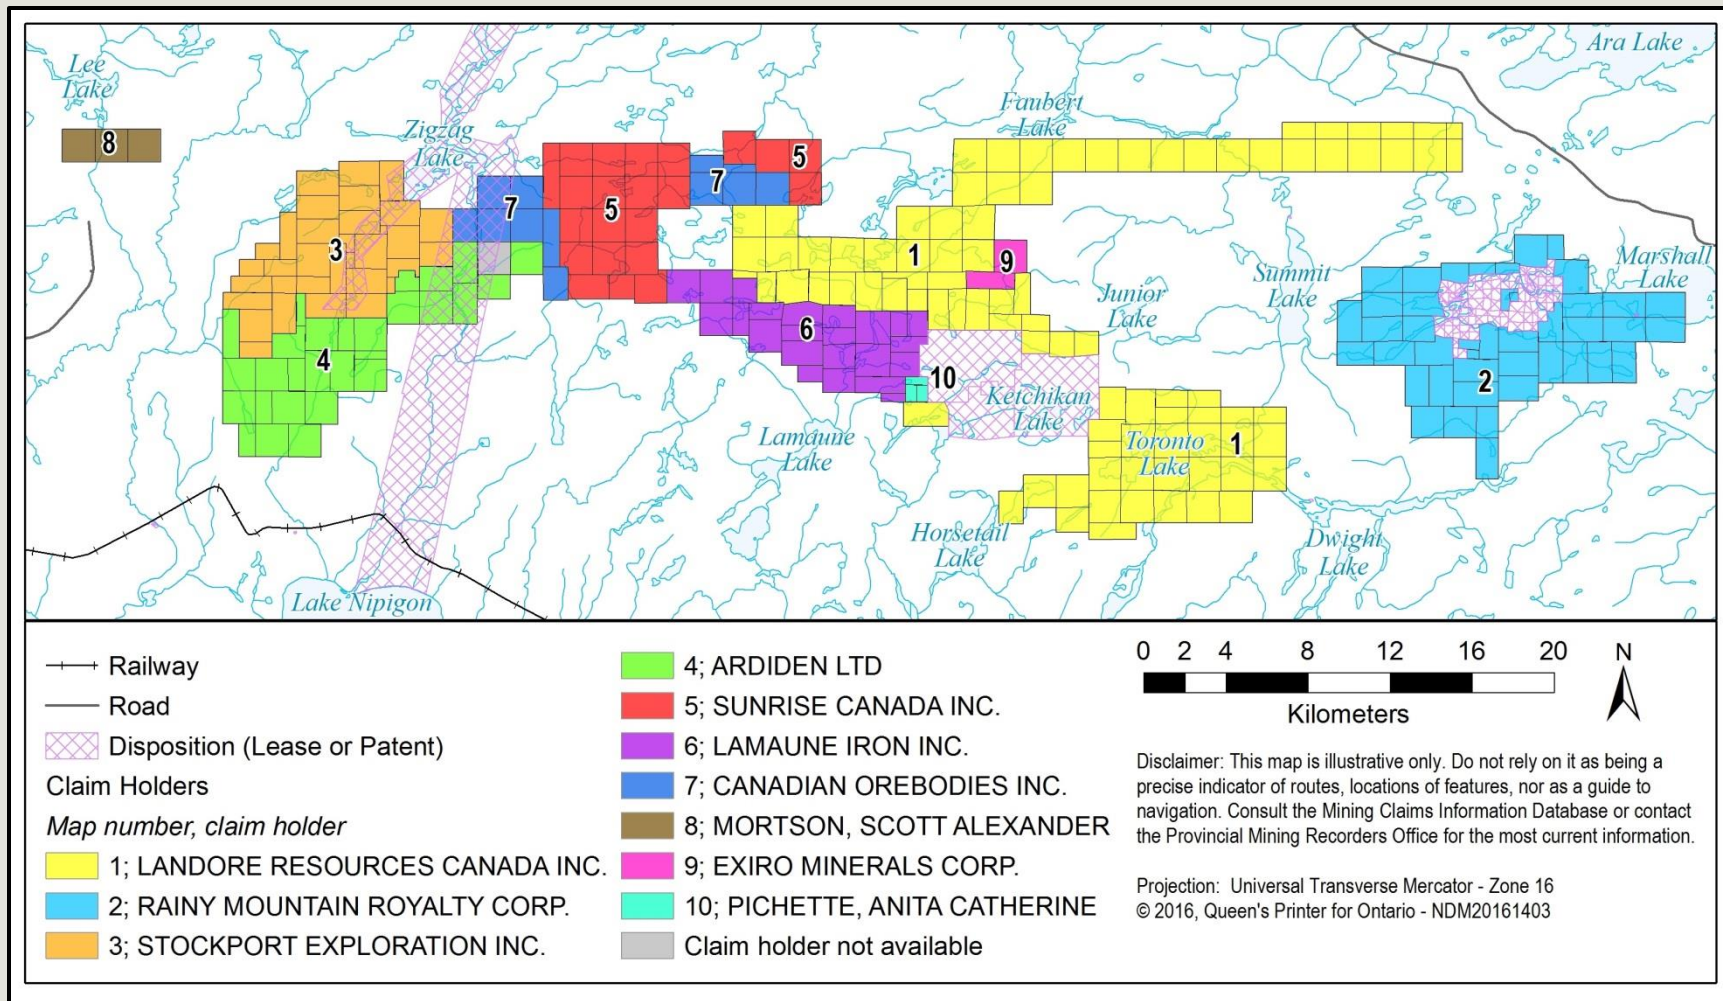 Ara Lake
Lee
Lake
Faubert
Lake
Zigzag
Lake
8
5
7
7
5
3
1
9
Summit
Lake
Marshall
Lake
Junior
Lake
6
4
10
2
Ketchikan
Lake
Lamaune
Lake
Toronto
Lake
1
Horsetail
Lake
Dwight
Lake
Lake Nipigon
Railway
Road
Disposition (Lease or Patent)
Claim Holders
Map number, claim holder
1; LANDORE RESOURCES CANADA INC.
2; RAINY MOUNTAIN ROYALTY CORP.
3; STOCKPORT EXPLORATION INC.
4; ARDIDEN LTD
5; SUNRISE CANADA INC.
6; LAMAUNE IRON INC.
7; CANADIAN OREBODIES INC.
8; MORTSON, SCOTT ALEXANDER
9; EXIRO MINERALS CORP.
10; PICHETTE, ANITA CATHERINE
Claim holder not available
0 2 4 8 12 16 20
Kilometers
N
Disclaimer: This map is illustrative only. Do not rely on it as being a
precise indicator of routes, locations of features, nor as a guide to
navigation. Consult the Mining Claims Information Database or contact
the Provincial Mining Recorders Office for the most current information.
Projection: Universal Transverse Mercator - Zone 16
© 2016, Queen's Printer for Ontario - NDM20161403